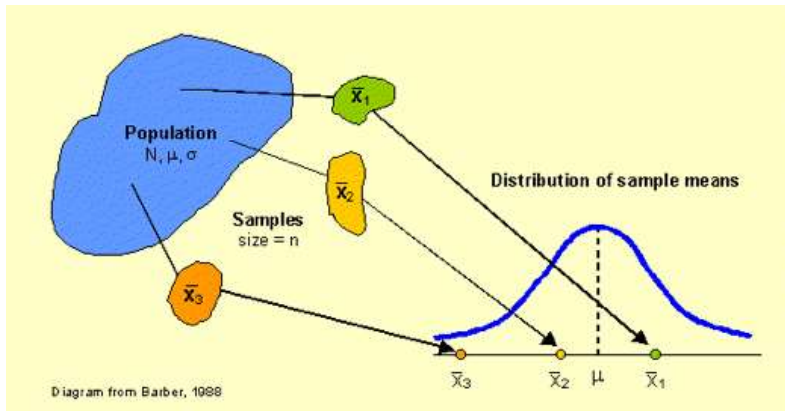 Population
N, μ, σ
x̄₁
x̄₂
Samples
size = n
x̄₃
Distribution of sample means
x̄₃ x̄₂ μ x̄₁
Diagram from Barber, 1988